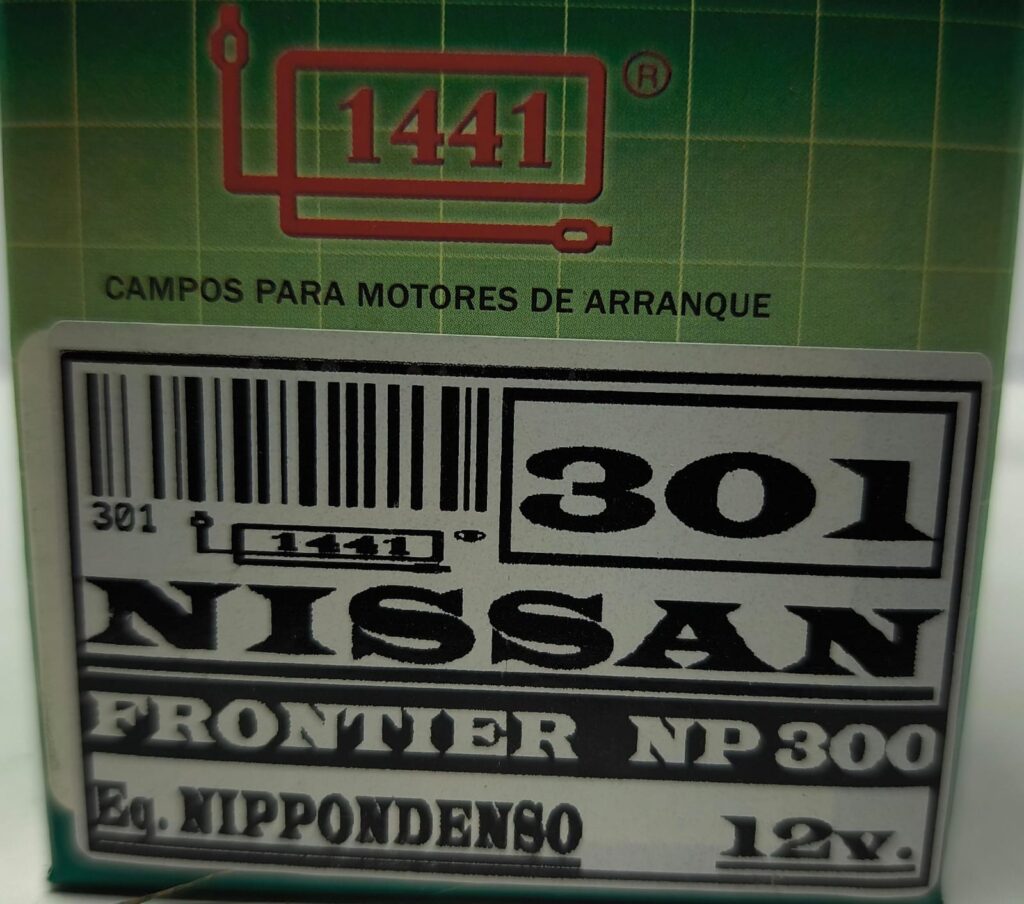 1441 ®
CAMPOS PARA MOTORES DE ARRANQUE
301
301
1441
NISSAN
FRONTIER NP300
Eq. NIPPONDENSO
12v.